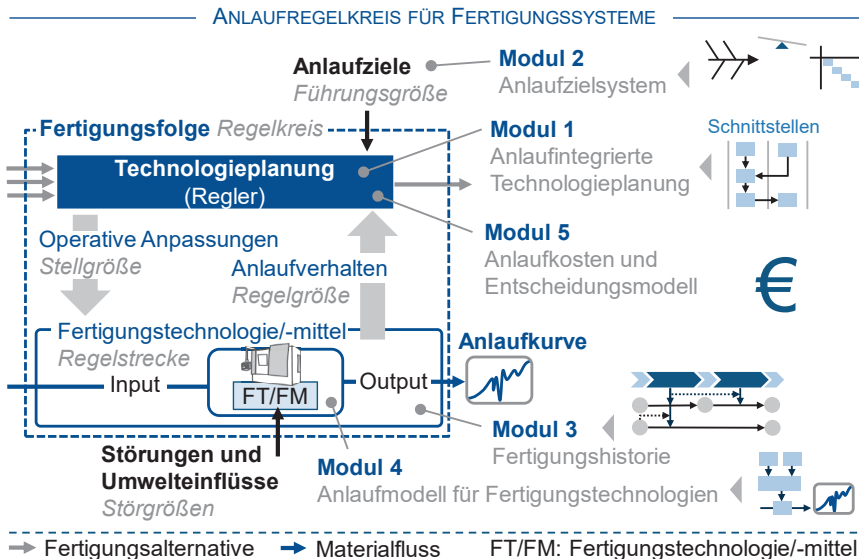 ANLAUFREGELKREIS FÜR FERTIGUNGSSYSTEME
Anlaufziele
Führungsgröße
Modul 2
Anlaufzielsystem
Fertigungsfolge Regelkreis
Technologieplanung
(Regler)
Modul 1
Anlaufintegrierte
Technologieplanung
Schnittstellen
Operative Anpassungen
Stellgröße
Anlaufverhalten
Regelgröße
Modul 5
Anlaufkosten und
Entscheidungsmodell
€
Fertigungstechnologie/-mittel
Regelstrecke
Input
FT/FM
Output
Anlaufkurve
Modul 3
Fertigungshistorie
Störungen und
Umwelteinflüsse
Störgrößen
Modul 4
Anlaufmodell für Fertigungstechnologien
Fertigungsalternative
Materialfluss
FT/FM: Fertigungstechnologie/-mittel